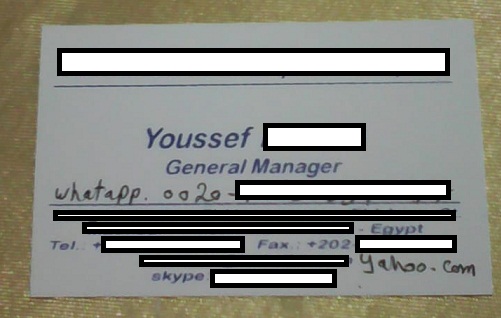 Youssef
General Manager
whatapp. 0020-
- Egypt
Tel.: + Fax.: +202
yahoo.com
skype